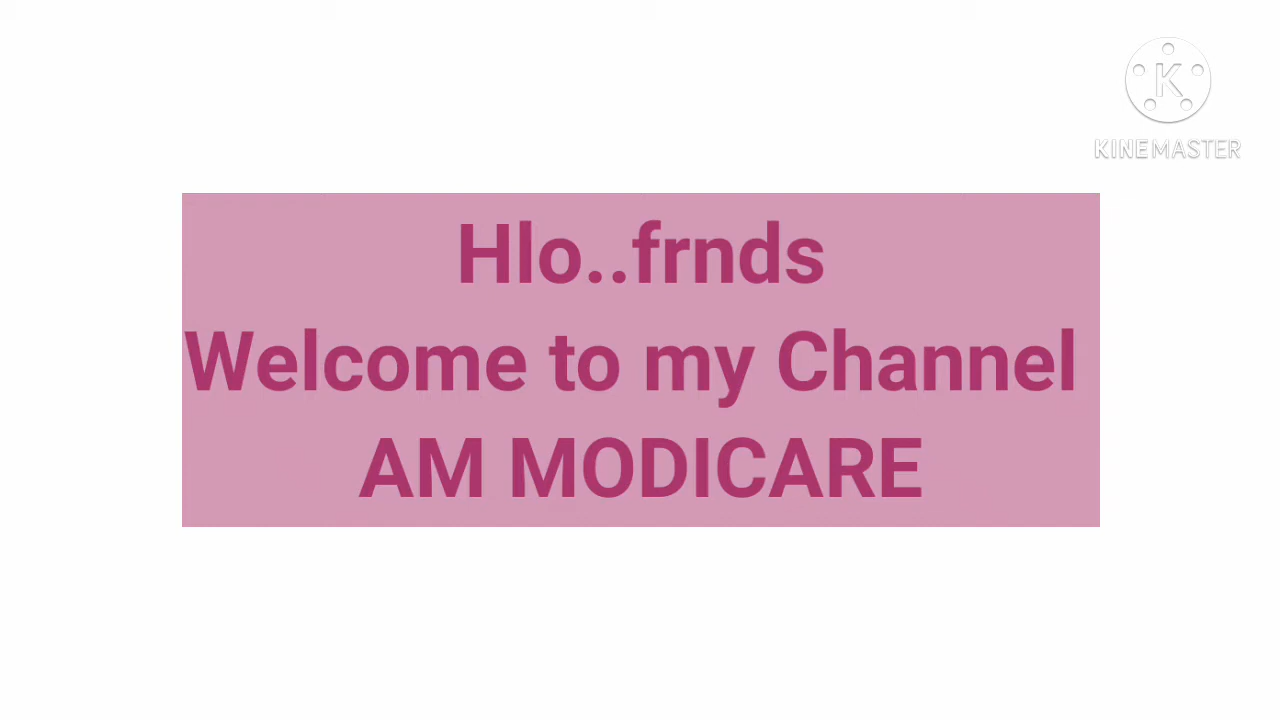 K
KINEMASTER
Hlo..frnds
Welcome to my Channel
AM MODICARE